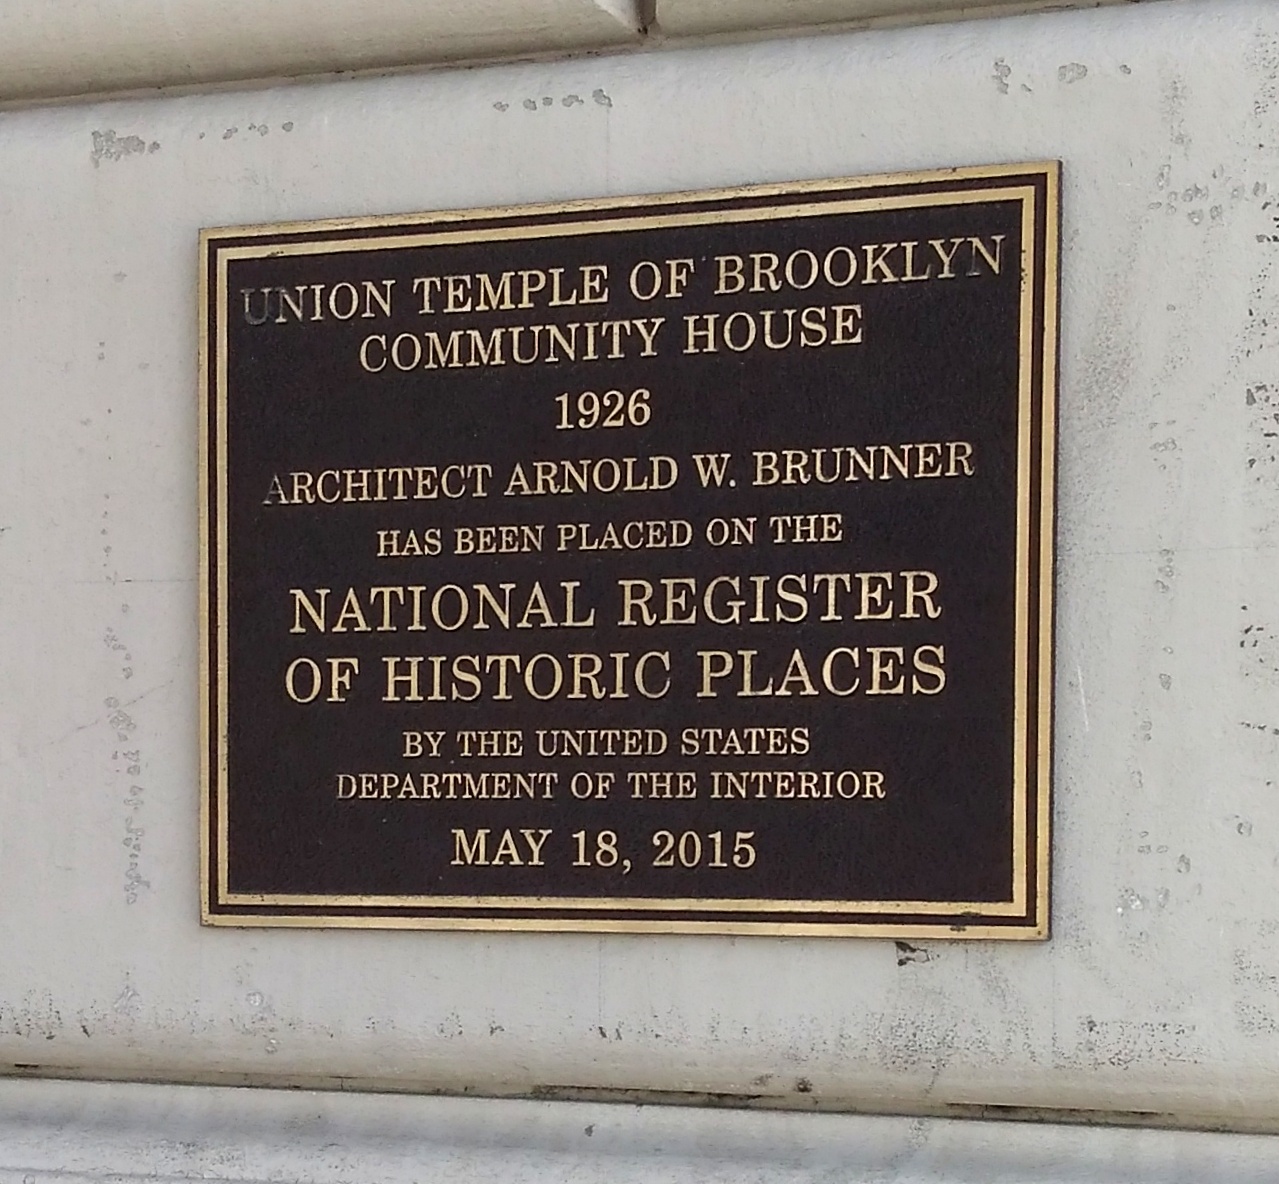 UNION TEMPLE OF BROOKLYN
COMMUNITY HOUSE
1926
ARCHITECT ARNOLD W. BRUNNER
HAS BEEN PLACED ON THE
NATIONAL REGISTER
OF HISTORIC PLACES
BY THE UNITED STATES
DEPARTMENT OF THE INTERIOR
MAY 18, 2015